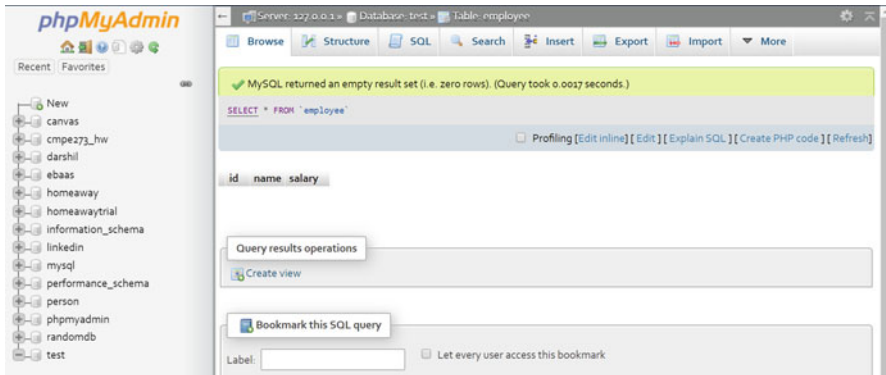 phpMyAdmin
Recent Favorites
New
canvas
cmpe273_hw
darshil
ebaas
homeaway
homeawaytrial
information_schema
linkedin
mysql
performance_schema
person
phpmyadmin
randomdb
test
Server: 127.0.0.1 » Database: test » Table: employee
Browse Structure SQL Search Insert Export Import More
MySQL returned an empty result set (i.e. zero rows). (Query took 0.0017 seconds.)
SELECT * FROM `employee`
Profiling [Edit inline] [ Edit ] [ Explain SQL ] [ Create PHP code ] [ Refresh]
id name salary
Query results operations
Create view
Bookmark this SQL query
Label: Let every user access this bookmark